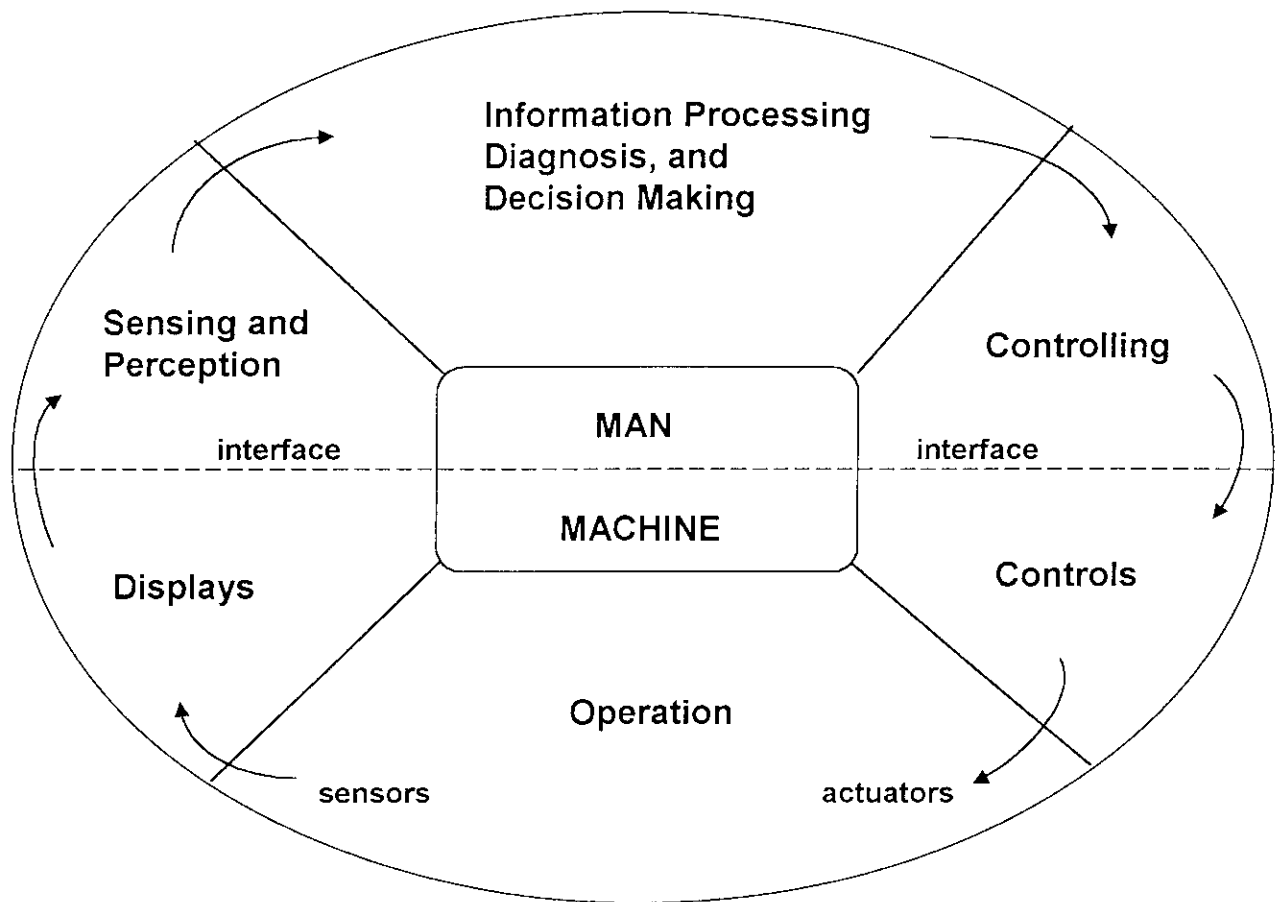 Information Processing
Diagnosis, and
Decision Making
Sensing and
Perception
Controlling
interface
MAN
interface
MACHINE
Displays
Controls
Operation
sensors
actuators